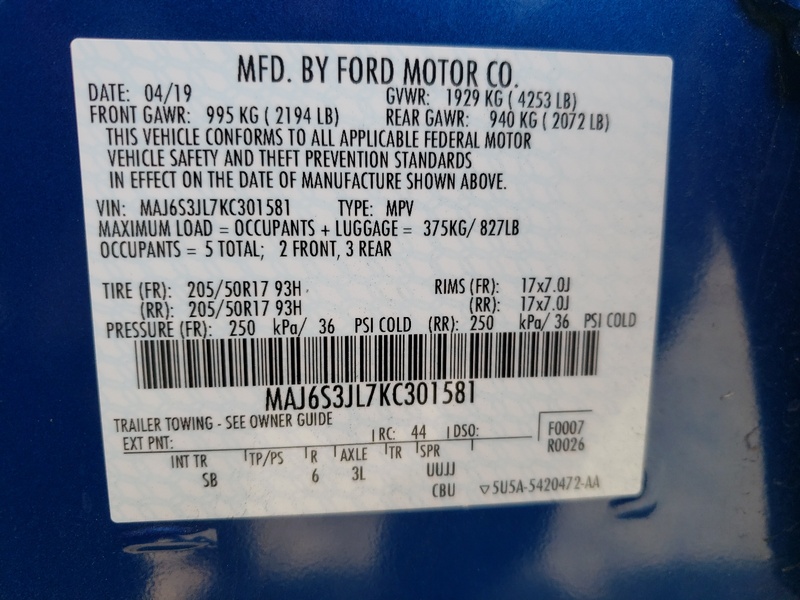 MFD. BY FORD MOTOR CO.
DATE: 04/19 GVWR: 1929 KG ( 4253 LB)
FRONT GAWR: 995 KG ( 2194 LB) REAR GAWR: 940 KG ( 2072 LB)
THIS VEHICLE CONFORMS TO ALL APPLICABLE FEDERAL MOTOR
VEHICLE SAFETY AND THEFT PREVENTION STANDARDS
IN EFFECT ON THE DATE OF MANUFACTURE SHOWN ABOVE.
VIN: MAJ6S3JL7KC301581 TYPE: MPV
MAXIMUM LOAD = OCCUPANTS + LUGGAGE = 375KG/ 827LB
OCCUPANTS = 5 TOTAL; 2 FRONT, 3 REAR
TIRE (FR): 205/50R17 93H RIMS (FR): 17x7.0J
(RR): 205/50R17 93H (RR): 17x7.0J
PRESSURE (FR): 250 kPa/ 36 PSI COLD (RR): 250 kPa/ 36 PSI COLD
MAJ6S3JL7KC301581
TRAILER TOWING - SEE OWNER GUIDE
EXT PNT: RC: 44 DSO: F0007
R0026
INT TR TP/PS R AXLE TR SPR
SB 6 3L UUJJ
CBU ▽5U5A-5420472-AA